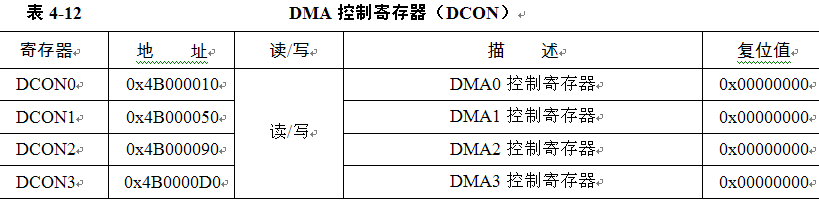 表 4-12 DMA 控制寄存器（DCON）
寄存器 地 址 读/写 描 述 复位值
DCON0 0x4B000010 DMA0 控制寄存器 0x00000000
DCON1 0x4B000050 DMA1 控制寄存器 0x00000000
读/写
DCON2 0x4B000090 DMA2 控制寄存器 0x00000000
DCON3 0x4B0000D0 DMA3 控制寄存器 0x00000000